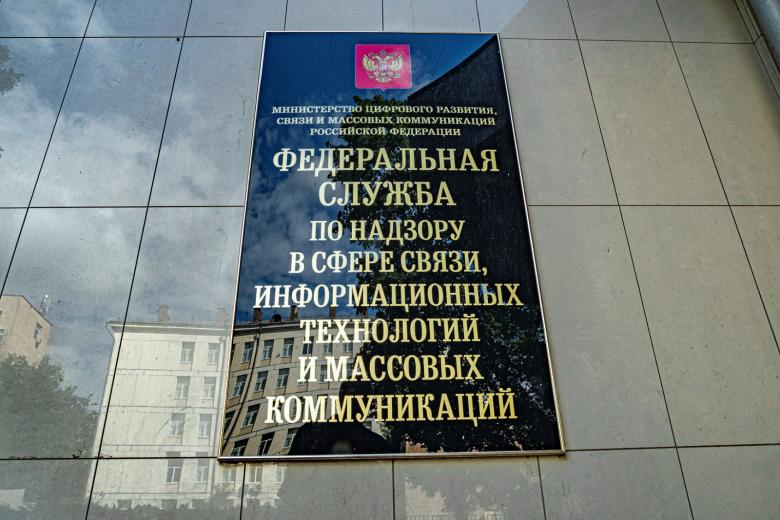 МИНИСТЕРСТВО ЦИФРОВОГО РАЗВИТИЯ,
СВЯЗИ И МАССОВЫХ КОММУНИКАЦИЙ
РОССИЙСКОЙ ФЕДЕРАЦИИ
ФЕДЕРАЛЬНАЯ
СЛУЖБА
ПО НАДЗОРУ
В СФЕРЕ СВЯЗИ,
ИНФОРМАЦИОННЫХ
ТЕХНОЛОГИЙ
И МАССОВЫХ
КОММУНИКАЦИЙ